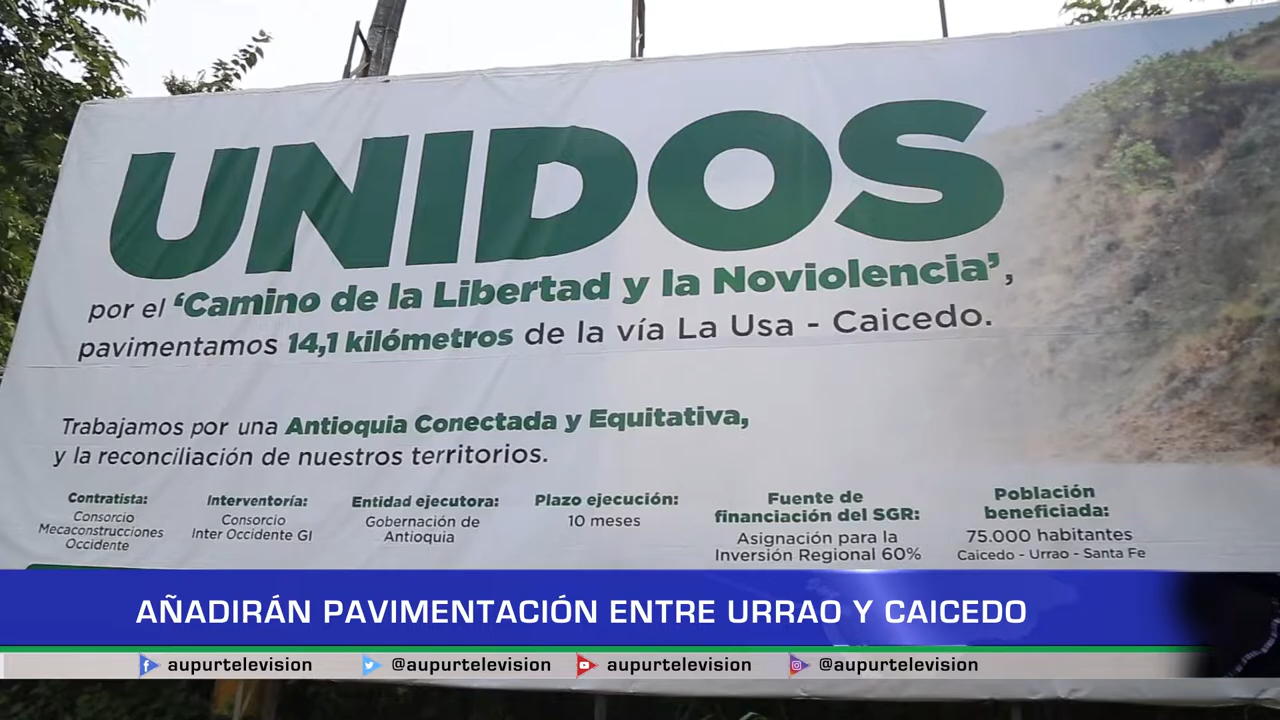 UNIDOS
por el ‘Camino de la Libertad y la Noviolencia’,
pavimentamos 14,1 kilómetros de la vía La Usa - Caicedo.
Trabajamos por una Antioquia Conectada y Equitativa,
y la reconciliación de nuestros territorios.
Contratista:
Consorcio
Mecaconstrucciones
Occidente
Interventoría:
Consorcio
Inter Occidente GI
Entidad ejecutora:
Gobernación de
Antioquia
Plazo ejecución:
10 meses
Fuente de
financiación del SGR:
Asignación para la
Inversión Regional 60%
Población
beneficiada:
75.000 habitantes
Caicedo - Urrao - Santa Fe
AÑADIRÁN PAVIMENTACIÓN ENTRE URRAO Y CAICEDO
aupurtelevision @aupurtelevision aupurtelevision @aupurtelevision